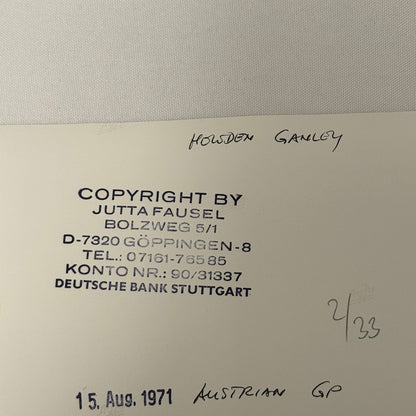 HOWDEN GANLEY
COPYRIGHT BY
JUTTA FAUSEL
BOLZWEG 5/1
D-7320 GÖPPINGEN-8
TEL.: 07161-76585
KONTO NR.: 90/31337
DEUTSCHE BANK STUTTGART
2/33
15. Aug. 1971 AUSTRIAN GP